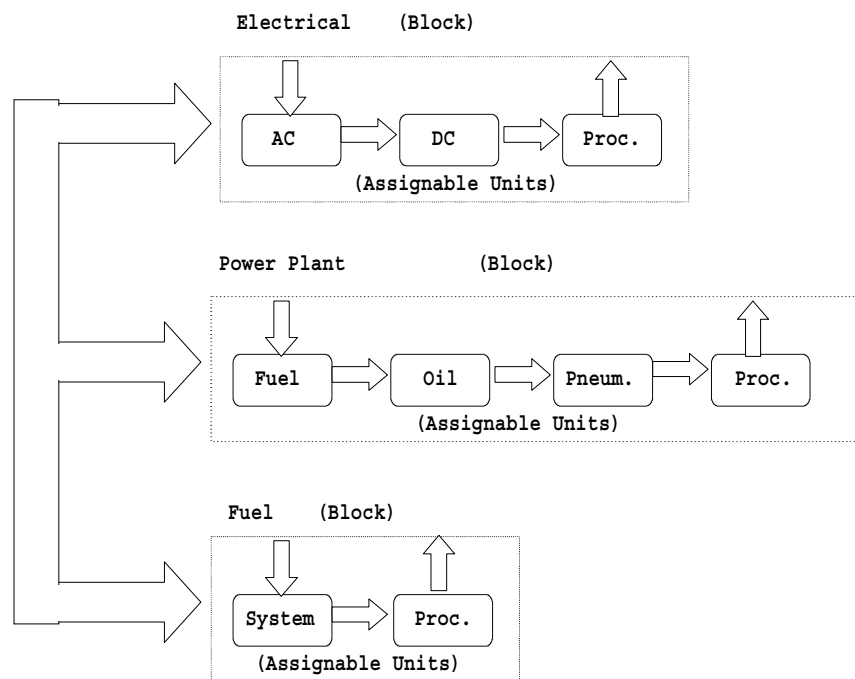 Electrical (Block)
AC DC Proc.
(Assignable Units)
Power Plant (Block)
Fuel Oil Pneum. Proc.
(Assignable Units)
Fuel (Block)
System Proc.
(Assignable Units)